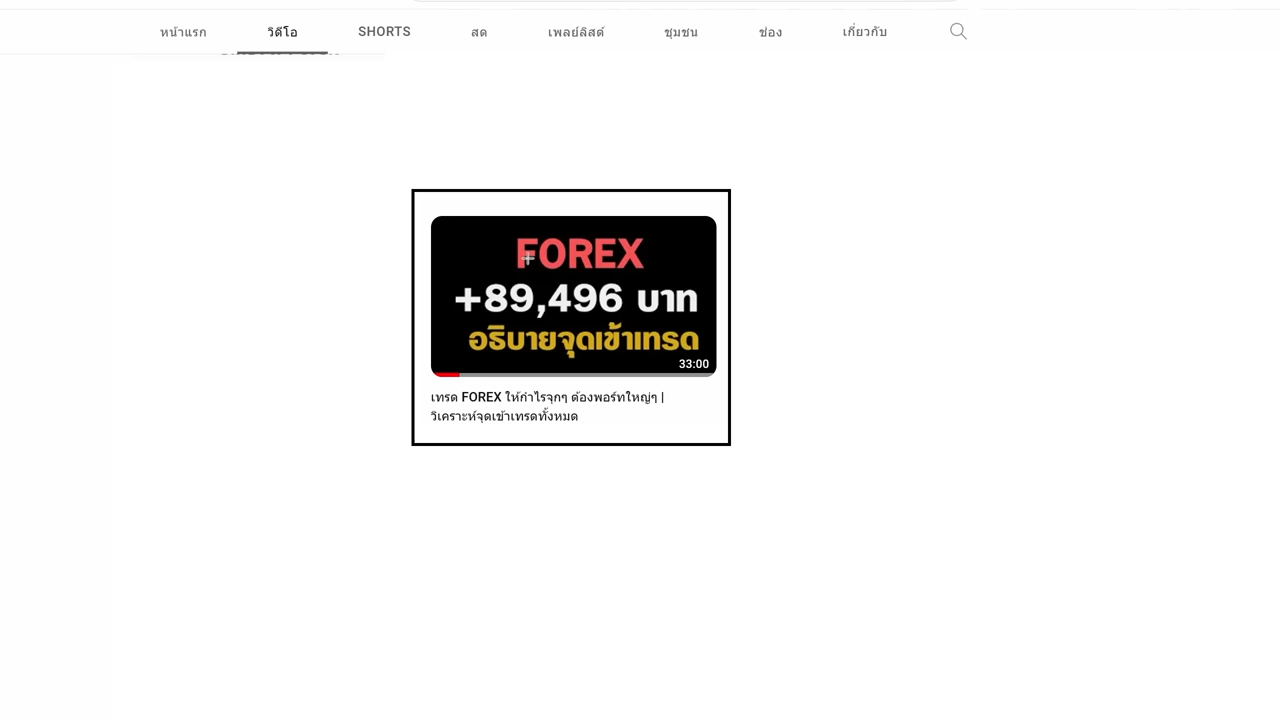 หน้าแรก วิดีโอ SHORTS สด เพลย์ลิสต์ ชุมชน ช่อง เกี่ยวกับ
FOREX
+89,496 บาท
อธิบายจุดเข้าเทรด
33:00
เทรด FOREX ให้กำไรจุกๆ ต้องพอร์ทใหญ่ๆ |
วิเคราะห์จุดเข้าเทรดทั้งหมด